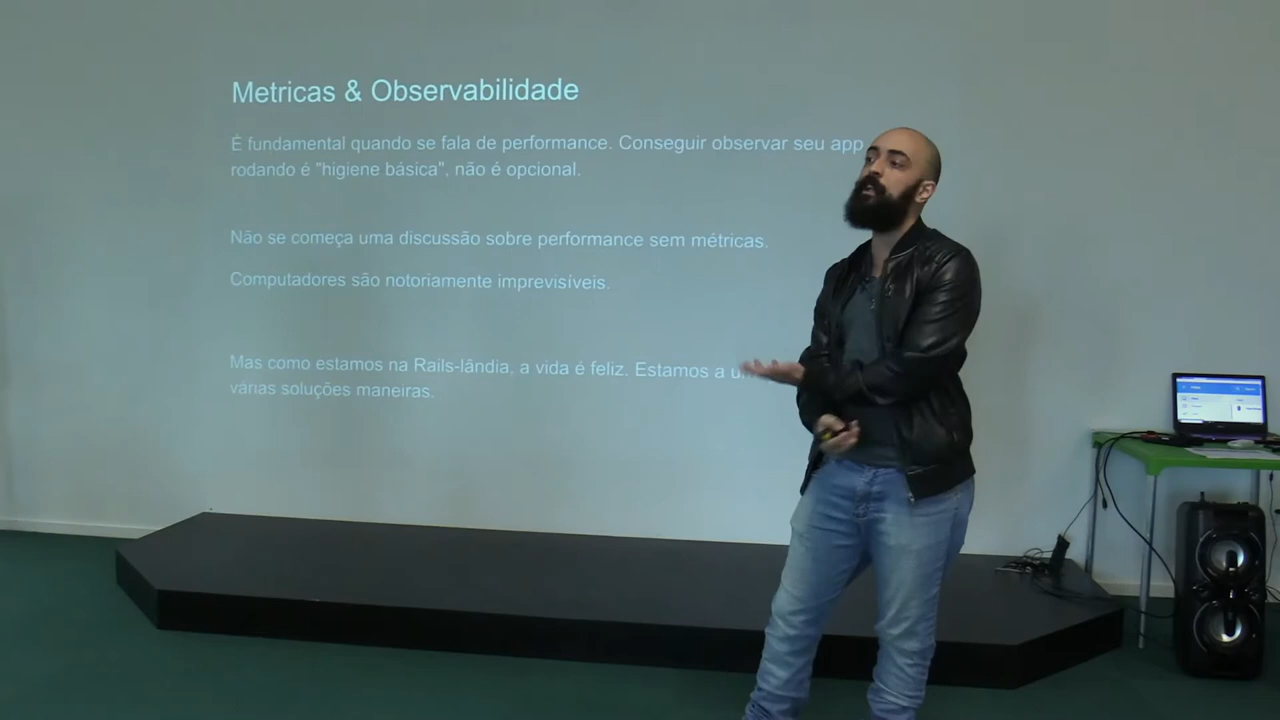 Metricas & Observabilidade
É fundamental quando se fala de performance. Conseguir observar seu app
rodando é "higiene básica", não é opcional.
Não se começa uma discussão sobre performance sem métricas.
Computadores são notoriamente imprevisíveis.
Mas como estamos na Rails-lândia, a vida é feliz. Estamos a
várias soluções maneiras.